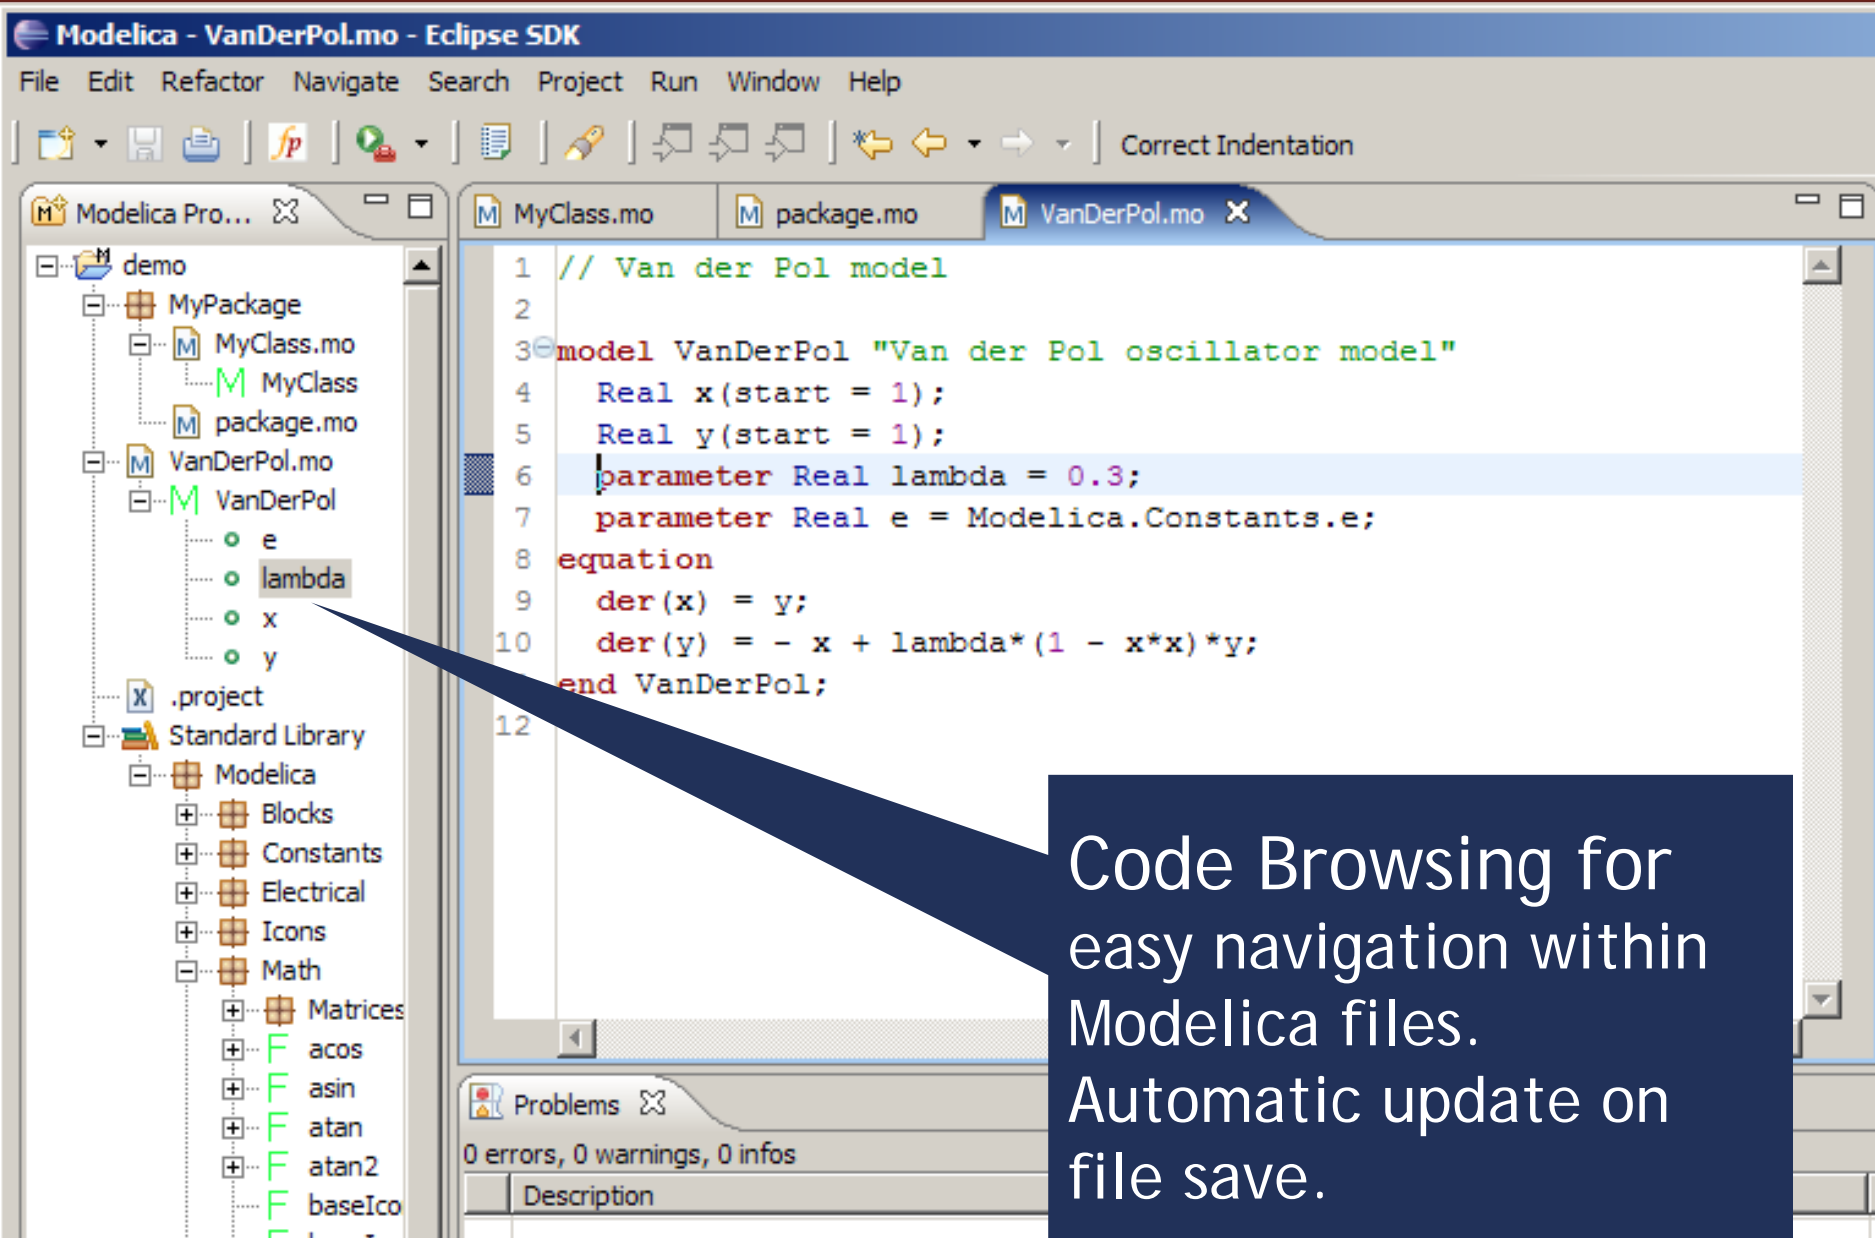 Modelica - VanDerPol.mo - Eclipse SDK
File Edit Refactor Navigate Search Project Run Window Help
fp Correct Indentation
Modelica Pro...
demo
MyPackage
MyClass.mo
MyClass
package.mo
VanDerPol.mo
VanDerPol
e
lambda
x
y
.project
Standard Library
Modelica
Blocks
Constants
Electrical
Icons
Math
Matrices
acos
asin
atan
atan2
baseIco
MyClass.mo package.mo VanDerPol.mo
1 // Van der Pol model
2
3 model VanDerPol "Van der Pol oscillator model"
4 Real x(start = 1);
5 Real y(start = 1);
6 parameter Real lambda = 0.3;
7 parameter Real e = Modelica.Constants.e;
8 equation
9 der(x) = y;
10 der(y) = - x + lambda*(1 - x*x)*y;
end VanDerPol;
12
Code Browsing for
easy navigation within
Modelica files.
Automatic update on
file save.
Problems
0 errors, 0 warnings, 0 infos
Description